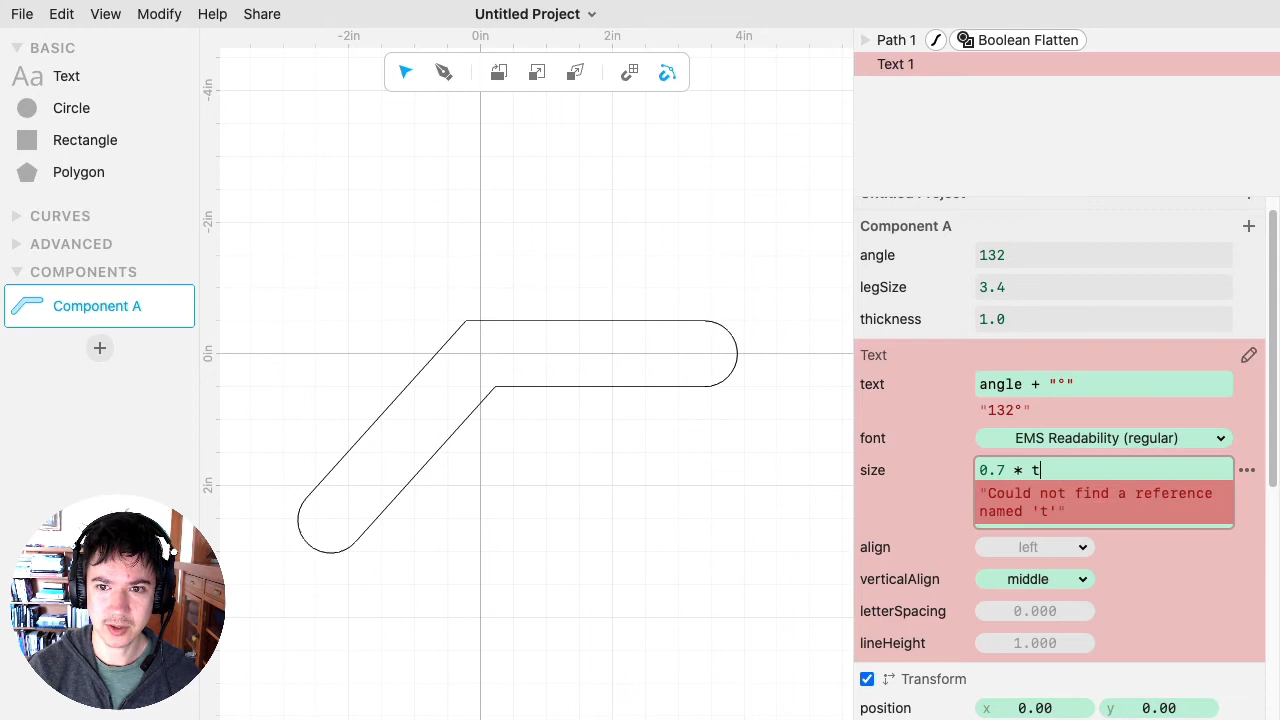 File Edit View Modify Help Share
Untitled Project
BASIC
Aa Text
Circle
Rectangle
Polygon
CURVES
ADVANCED
COMPONENTS
Component A
-2in 0in 2in 4in
-4in
-2in
0in
2in
Path 1 Boolean Flatten
Text 1
Untitled Project
Component A
angle 132
legSize 3.4
thickness 1.0
Text
text angle + "°"
"132°"
font EMS Readability (regular)
size 0.7 * t
"Could not find a reference
named 't'"
align left
verticalAlign middle
letterSpacing 0.000
lineHeight 1.000
Transform
position x 0.00 y 0.00